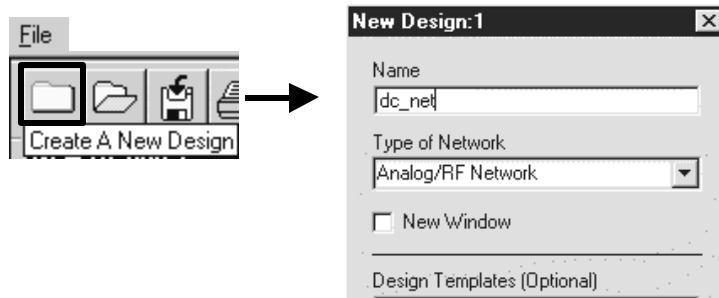 File
Create A New Design
New Design:1
Name
dc_net
Type of Network
Analog/RF Network
New Window
Design Templates (Optional)